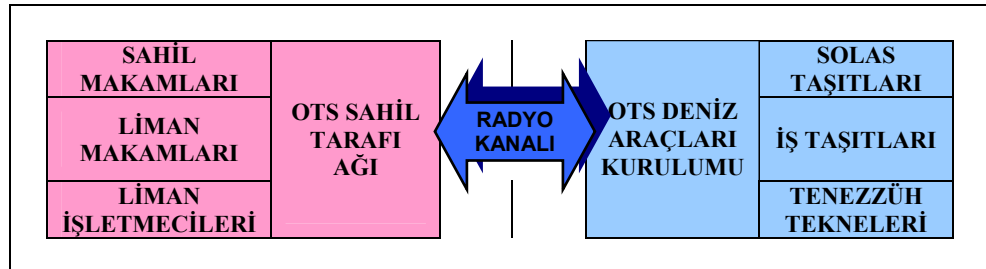 SAHİL
MAKAMLARI
LİMAN
MAKAMLARI
LİMAN
İŞLETMECİLERİ
OTS SAHİL
TARAFI
AĞI
RADYO
KANALI
OTS DENİZ
ARAÇLARI
KURULUMU
SOLAS
TAŞITLARI
İŞ TAŞITLARI
TENEZZÜH
TEKNELERİ